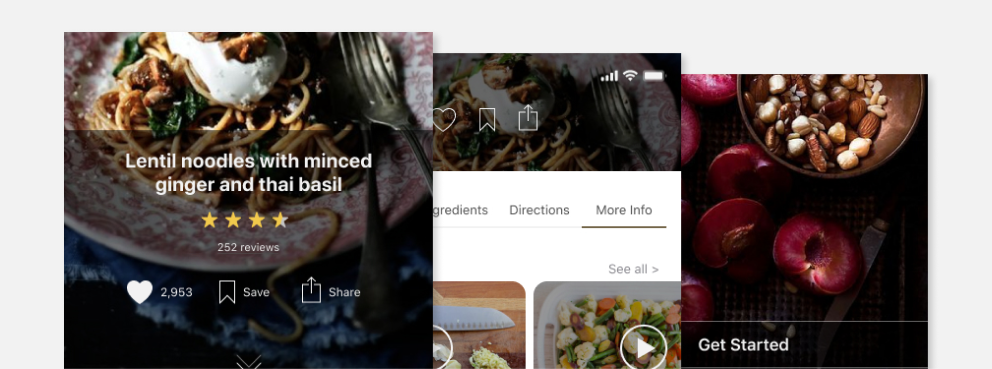 Lentil noodles with minced
ginger and thai basil
252 reviews
2,953 Save Share
gredients Directions More Info
See all >
Get Started